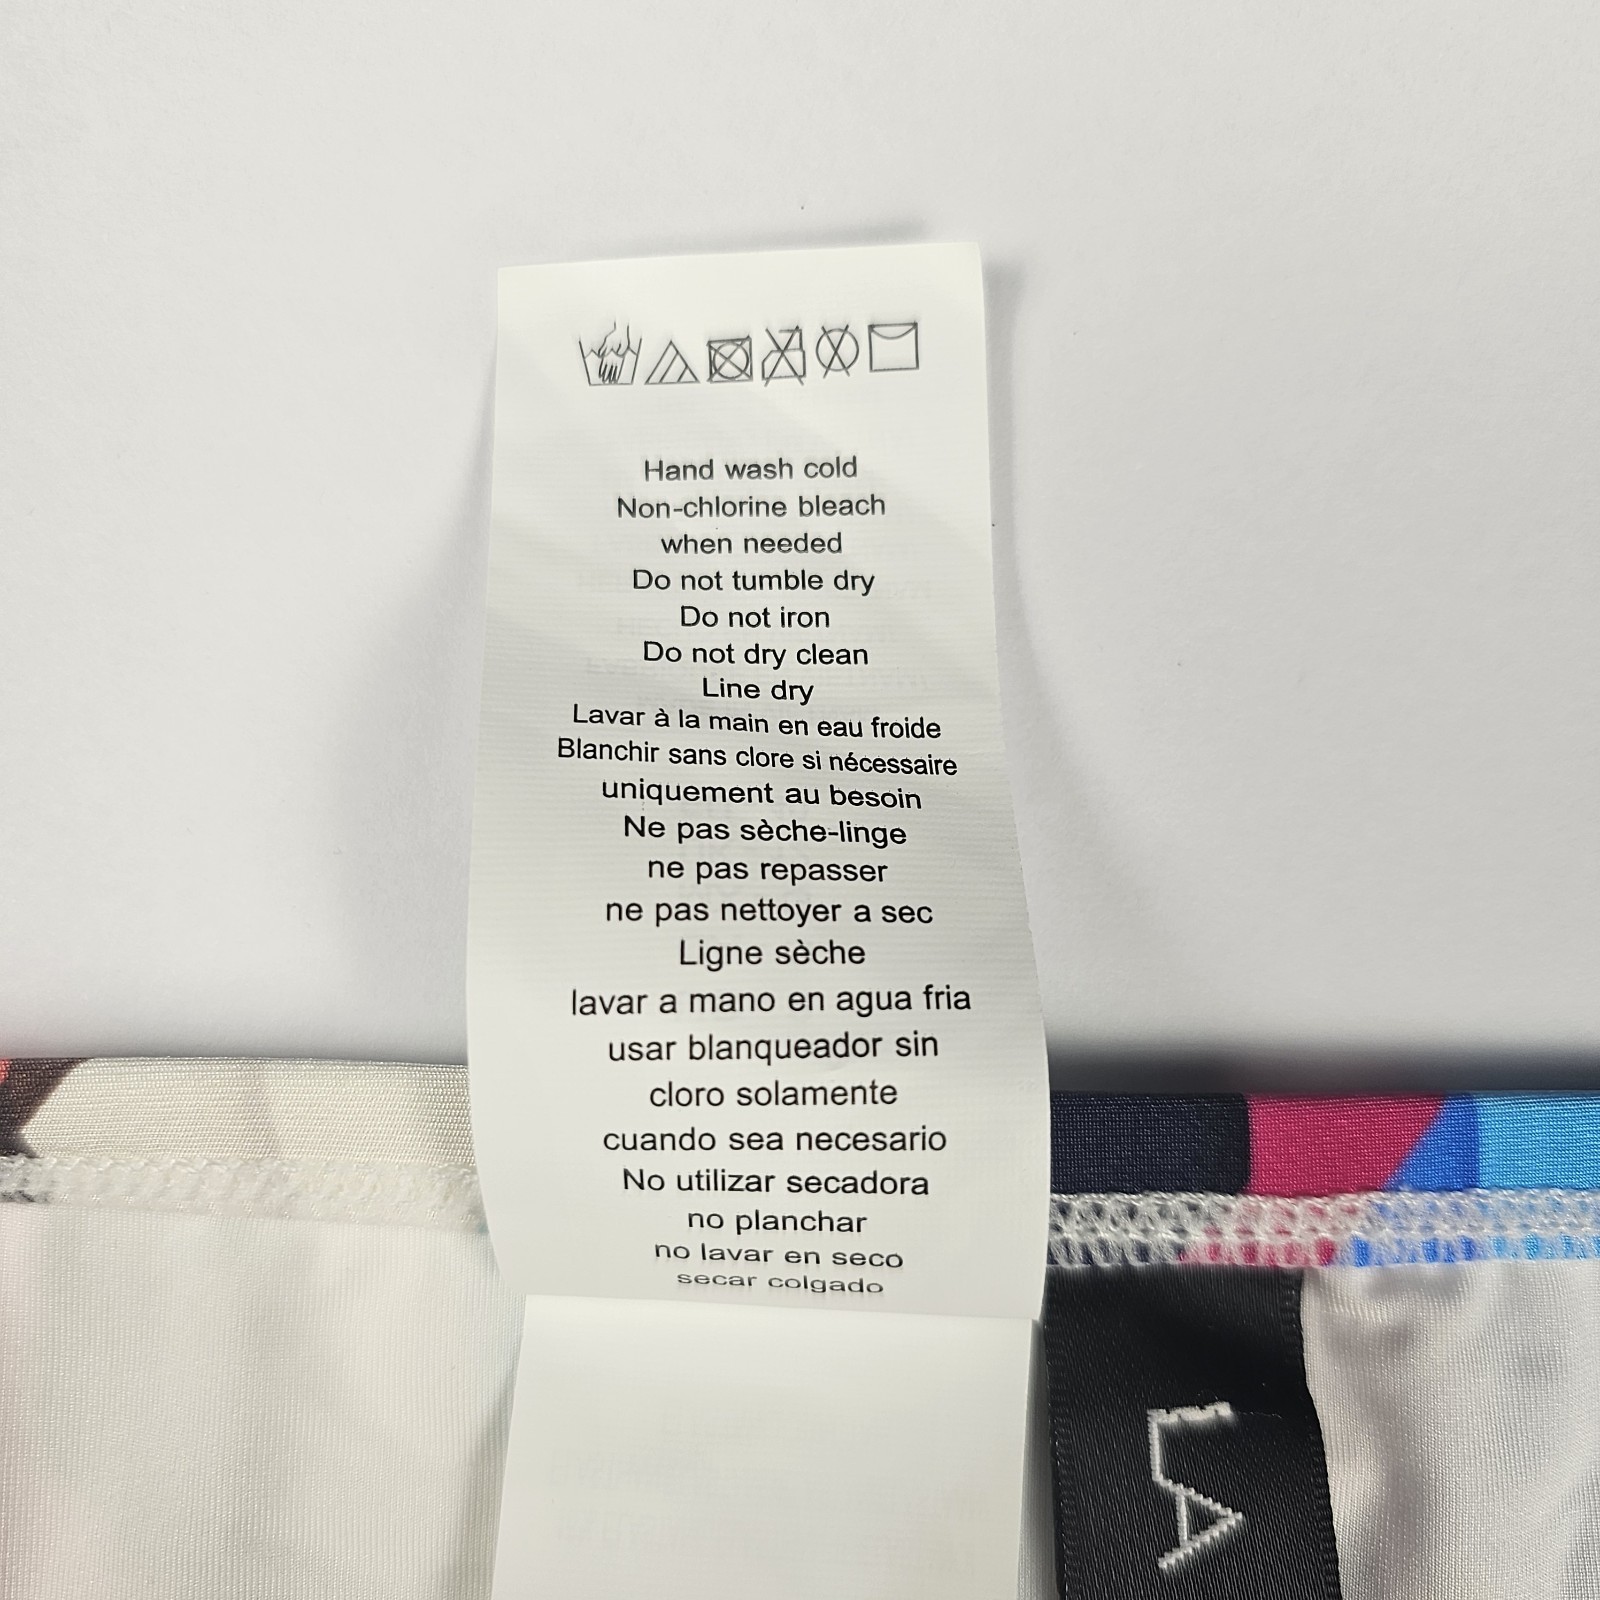 Hand wash cold
Non-chlorine bleach
when needed
Do not tumble dry
Do not iron
Do not dry clean
Line dry
Lavar à la main en eau froide
Blanchir sans clore si nécessaire
uniquement au besoin
Ne pas sèche-linge
ne pas repasser
ne pas nettoyer a sec
Ligne sèche
lavar a mano en agua fria
usar blanqueador sin
cloro solamente
cuando sea necesario
No utilizar secadora
no planchar
no lavar en seco
secar colgado
LA